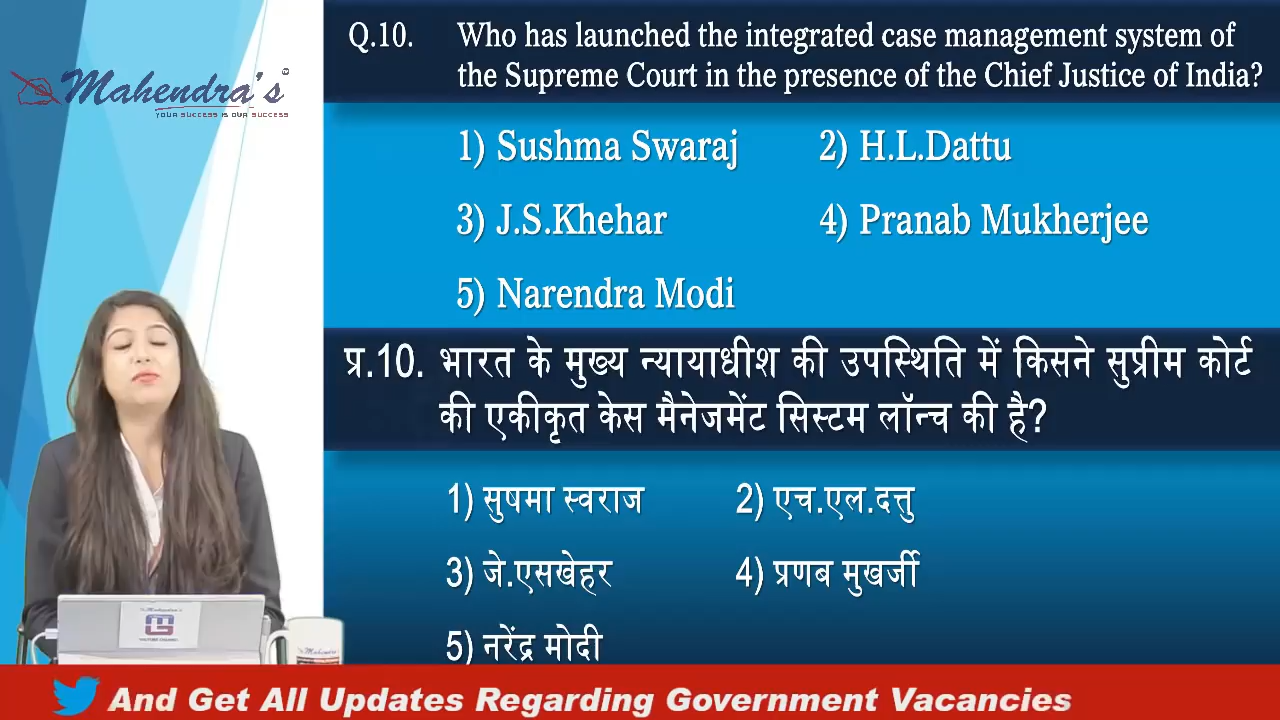 Mahendra's
YOUR SUCCESS IS OUR SUCCESS
Q.10. Who has launched the integrated case management system of
the Supreme Court in the presence of the Chief Justice of India?
1) Sushma Swaraj 2) H.L.Dattu
3) J.S.Khehar 4) Pranab Mukherjee
5) Narendra Modi
प्र.10. भारत के मुख्य न्यायाधीश की उपस्थिति में किसने सुप्रीम कोर्ट
की एकीकृत केस मैनेजमेंट सिस्टम लॉन्च की है?
1) सुषमा स्वराज 2) एच.एल.दत्तु
3) जे.एसखेहर 4) प्रणब मुखर्जी
5) नरेंद्र मोदी
Mahendra's
Mahendra's
And Get All Updates Regarding Government Vacancies